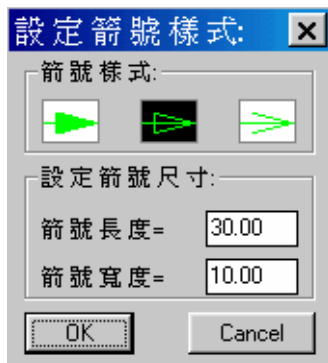 設定箭號樣式:
箭號樣式:
設定箭號尺寸:
箭號長度= 30.00
箭號寬度= 10.00
OK Cancel